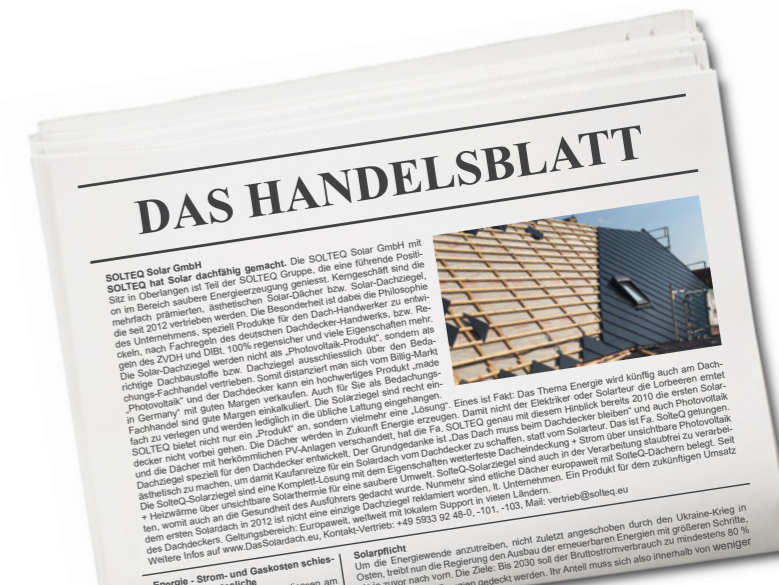 DAS HANDELSBLATT
SOLTEQ Solar GmbH
SOLTEQ hat Solar dachfähig gemacht. Die SOLTEQ Solar GmbH mit
Sitz in Oberlangen ist Teil der SOLTEQ Gruppe, die eine führende Positi-
on im Bereich saubere Energieerzeugung geniesst. Kerngeschäft sind die
mehrfach prämierten, ästhetischen Solar-Dächer bzw. Solar-Dachziegel,
die seit 2012 vertrieben werden. Die Besonderheit ist dabei die Philosophie
des Unternehmens, speziell Produkte für den Dach-Handwerker zu entwi-
ckeln, nach Fachregeln des deutschen Dachdecker-Handwerks, bzw. Re-
geln des ZVDH und DIBt. 100% regensicher und viele Eigenschaften mehr.
Die Solar-Dachziegel werden nicht als „Photovoltaik-Produkt“, sondern als
richtige Dachbaustoffe bzw. Dachziegel ausschliesslich über den Beda-
chungs-Fachhandel vertrieben. Somit distanziert man sich vom Billig-Markt
„Photovoltaik“ und der Dachdecker kann ein hochwertiges Produkt „made
in Germany“ mit guten Margen verkaufen. Auch für Sie als Bedachungs-
Fachhandel sind gute Margen einkalkuliert. Die Solarziegel sind recht ein-
fach zu verlegen und werden lediglich in die übliche Lattung eingehangen.
SOLTEQ bietet nicht nur ein „Produkt“ an, sondern vielmehr eine „Lösung“. Eines ist Fakt: Das Thema Energie wird künftig auch am Dach-
decker nicht vorbei gehen. Die Dächer werden in Zukunft Energie erzeugen. Damit nicht der Elektriker oder Solarteur die Lorbeeren erntet
und die Dächer mit herkömmlichen PV-Anlagen verschandelt, hat die Fa. SOLTEQ genau mit diesem Hinblick bereits 2010 die ersten Solar-
Dachziegel speziell für den Dachdecker entwickelt. Der Grundgedanke ist „Das Dach muss beim Dachdecker bleiben“ und auch Photovoltaik
ästhetisch zu machen, um damit Kaufanreize für ein Solardach vom Dachdecker zu schaffen, statt vom Solarteur. Das ist Fa. SolteQ gelungen.
Die SolteQ-Solarziegel sind eine Komplett-Lösung mit dem Eigenschaften wetterfeste Dacheindeckung + Strom über unsichtbare Photovoltaik
+ Heizwärme über unsichtbare Solarthermie für eine saubere Umwelt. SolteQ-Solarziegel sind auch in der Verarbeitung staubfrei zu verarbei-
ten, womit auch an die Gesundheit des Ausführers gedacht wurde. Nunmehr sind etliche Dächer europaweit mit SolteQ-Dächern belegt. Seit
dem ersten Solardach in 2012 ist nicht eine einzige Dachziegel reklamiert worden, lt. Unternehmen. Ein Produkt für dem zukünftigen Umsatz
des Dachdeckers. Geltungsbereich: Europaweit, weltweit mit lokalem Support in vielen Ländern.
Weitere Infos auf www.DasSolardach.eu, Kontakt-Vertrieb: +49 5933 92 48-0, -101, -103, Mail: vertrieb@solteq.eu
Energie - Strom- und Gaskosten schies-
Solarpflicht
Um die Energiewende anzutreiben, nicht zuletzt angeschoben durch den Ukraine-Krieg in
Osten, treibt nun die Regierung den Ausbau der erneuerbaren Energien mit größeren Schritte,
zuvor nach vorn. Die Ziele: Bis 2030 soll der Bruttostromverbrauch zu mindestens 80 %
gedeckt werden. Ihr Anteil muss sich also innerhalb von weniger